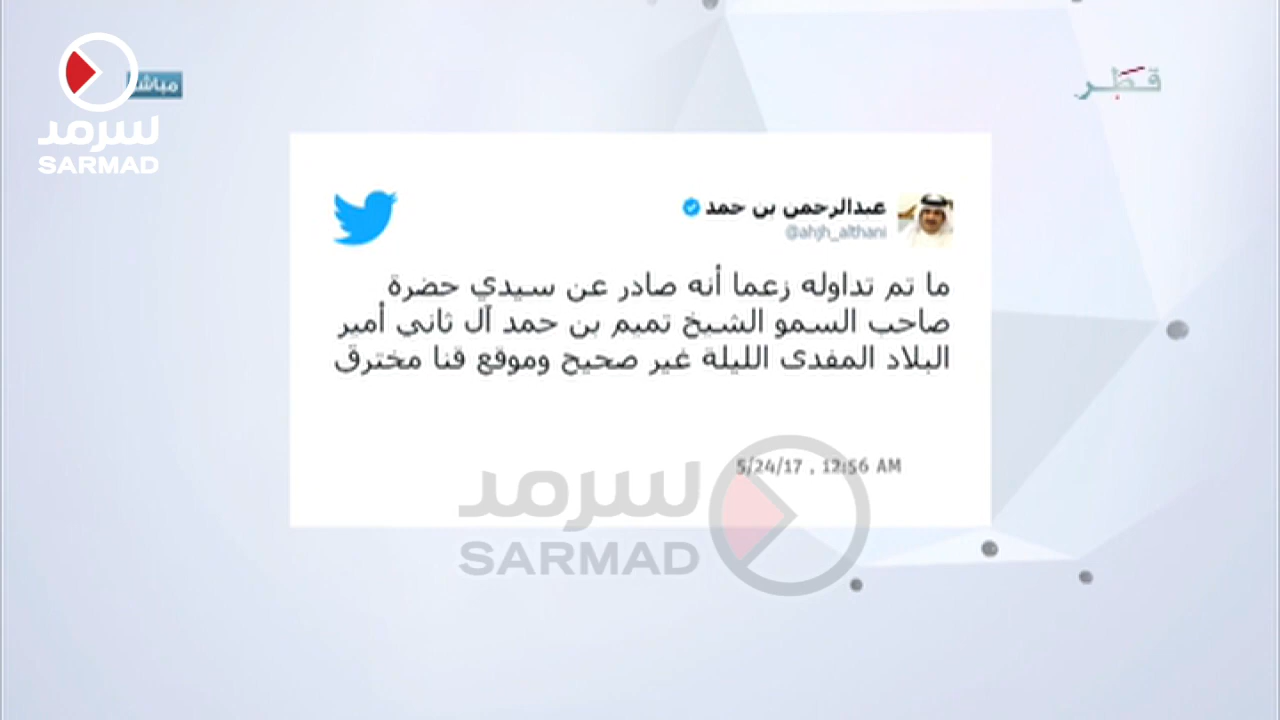 مباشر
قطر
سرمد
SARMAD
عبدالرحمن بن حمد
@ahjh_althani
ما تم تداوله زعما أنه صادر عن سيدي حضرة
صاحب السمو الشيخ تميم بن حمد آل ثاني أمير
البلاد المفدى الليلة غير صحيح وموقع قنا مخترق
5/24/17 , 12:56 AM
سرمد
SARMAD